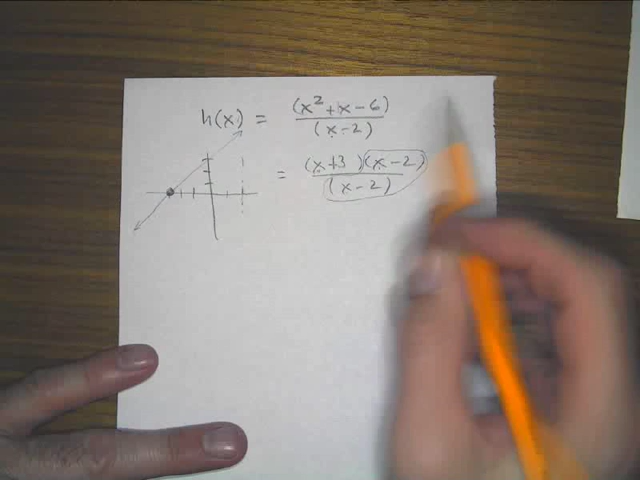 h(x) = (x² + x - 6) / (x - 2)
= (x + 3)(x - 2) / (x - 2)